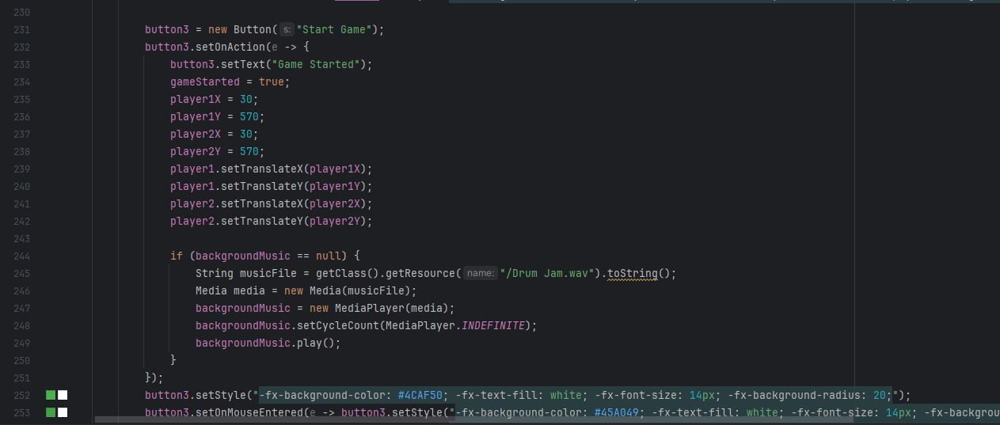 230
231 button3 = new Button( s: "Start Game");
232 button3.setOnAction(e -> {
233 button3.setText("Game Started");
234 gameStarted = true;
235 player1X = 30;
236 player1Y = 570;
237 player2X = 30;
238 player2Y = 570;
239 player1.setTranslateX(player1X);
240 player1.setTranslateY(player1Y);
241 player2.setTranslateX(player2X);
242 player2.setTranslateY(player2Y);
243
244 if (backgroundMusic == null) {
245 String musicFile = getClass().getResource( name: "/Drum Jam.wav").toString();
246 Media media = new Media(musicFile);
247 backgroundMusic = new MediaPlayer(media);
248 backgroundMusic.setCycleCount(MediaPlayer.INDEFINITE);
249 backgroundMusic.play();
250 }
251 });
252 button3.setStyle("-fx-background-color: #4CAF50; -fx-text-fill: white; -fx-font-size: 14px; -fx-background-radius: 20;");
253 button3.setOnMouseEntered(e -> button3.setStyle("-fx-background-color: #45A049; -fx-text-fill: white; -fx-font-size: 14px; -fx-backgrou